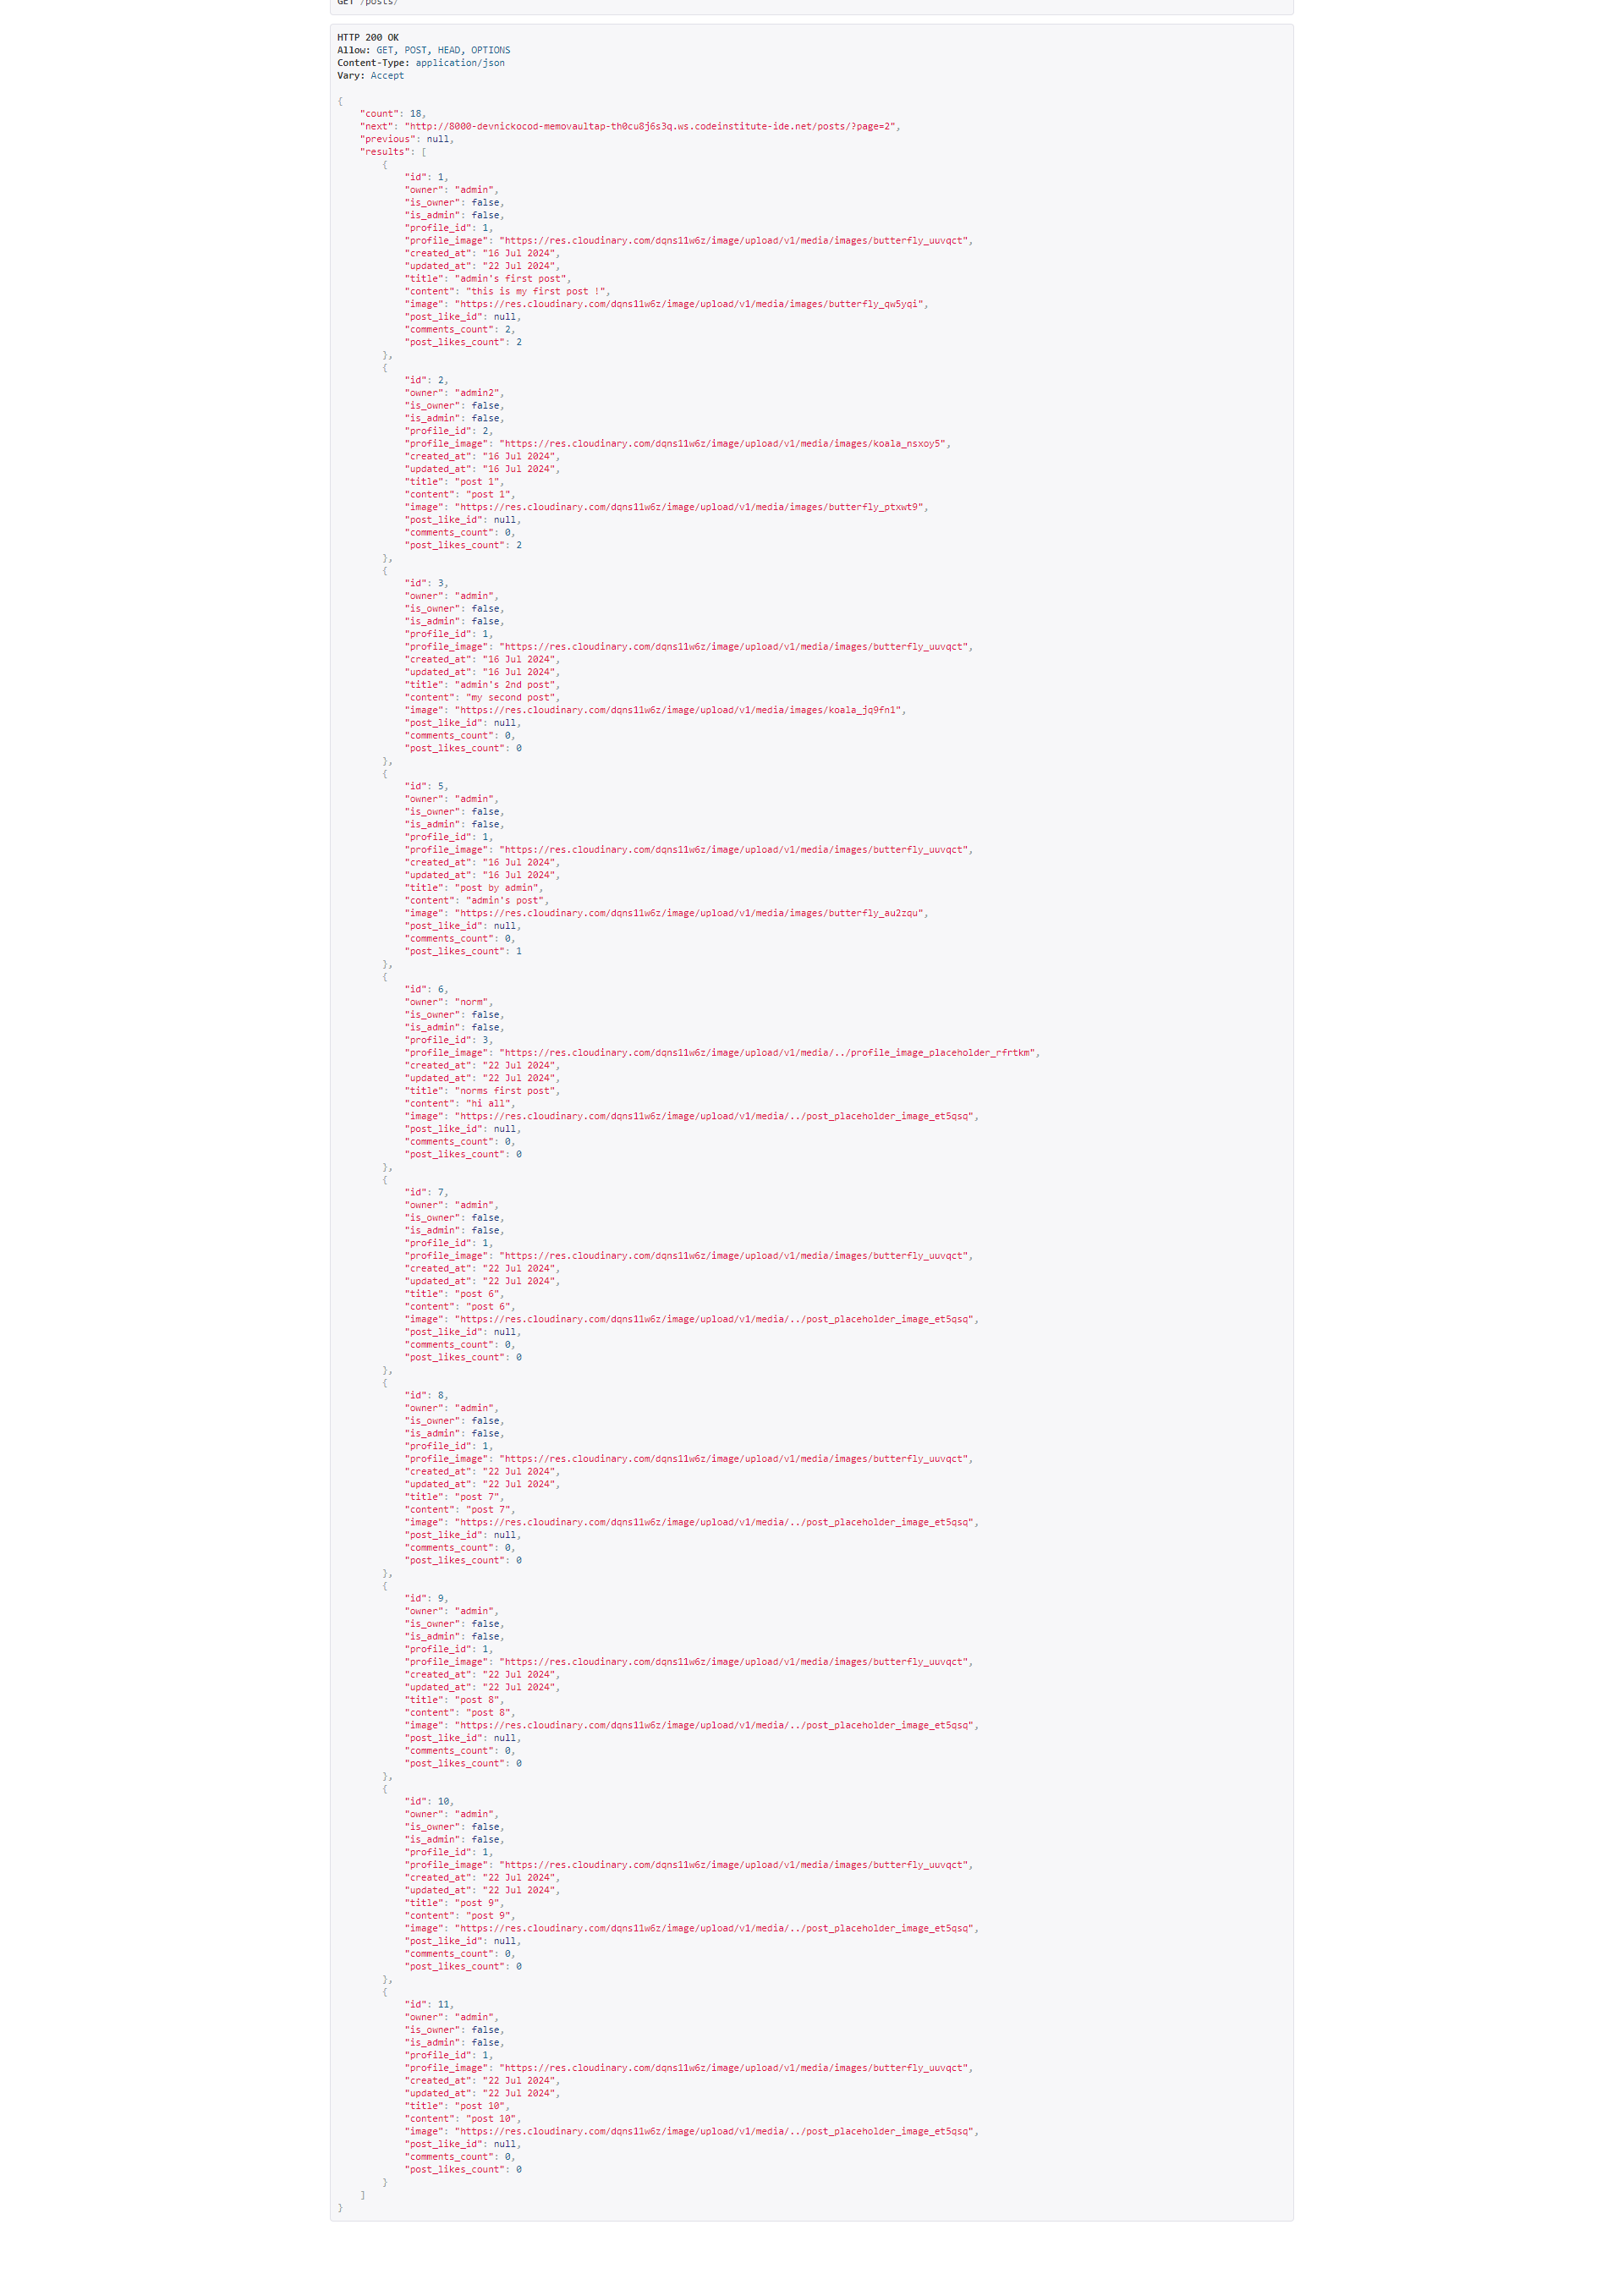 GET /posts/
HTTP 200 OK
Allow: GET, POST, HEAD, OPTIONS
Content-Type: application/json
Vary: Accept
{
"count": 18,
"next": "http://8000-devnickocod-memovaultap-th0cu8j6s3q.ws.codeinstitute-ide.net/posts/?page=2",
"previous": null,
"results": [
{
"id": 1,
"owner": "admin",
"is_owner": false,
"is_admin": false,
"profile_id": 1,
"profile_image": "https://res.cloudinary.com/dqns11w6z/image/upload/v1/media/images/butterfly_uuvqct",
"created_at": "16 Jul 2024",
"updated_at": "22 Jul 2024",
"title": "admin's first post",
"content": "this is my first post !",
"image": "https://res.cloudinary.com/dqns11w6z/image/upload/v1/media/images/butterfly_qw5yqi",
"post_like_id": null,
"comments_count": 2,
"post_likes_count": 2
},
{
"id": 2,
"owner": "admin2",
"is_owner": false,
"is_admin": false,
"profile_id": 2,
"profile_image": "https://res.cloudinary.com/dqns11w6z/image/upload/v1/media/images/koala_nsxoy5",
"created_at": "16 Jul 2024",
"updated_at": "16 Jul 2024",
"title": "post 1",
"content": "post 1",
"image": "https://res.cloudinary.com/dqns11w6z/image/upload/v1/media/images/butterfly_ptxwt9",
"post_like_id": null,
"comments_count": 0,
"post_likes_count": 2
},
{
"id": 3,
"owner": "admin",
"is_owner": false,
"is_admin": false,
"profile_id": 1,
"profile_image": "https://res.cloudinary.com/dqns11w6z/image/upload/v1/media/images/butterfly_uuvqct",
"created_at": "16 Jul 2024",
"updated_at": "16 Jul 2024",
"title": "admin's 2nd post",
"content": "my second post",
"image": "https://res.cloudinary.com/dqns11w6z/image/upload/v1/media/images/koala_jq9fn1",
"post_like_id": null,
"comments_count": 0,
"post_likes_count": 0
},
{
"id": 5,
"owner": "admin",
"is_owner": false,
"is_admin": false,
"profile_id": 1,
"profile_image": "https://res.cloudinary.com/dqns11w6z/image/upload/v1/media/images/butterfly_uuvqct",
"created_at": "16 Jul 2024",
"updated_at": "16 Jul 2024",
"title": "post by admin",
"content": "admin's post",
"image": "https://res.cloudinary.com/dqns11w6z/image/upload/v1/media/images/butterfly_au2zqu",
"post_like_id": null,
"comments_count": 0,
"post_likes_count": 1
},
{
"id": 6,
"owner": "norm",
"is_owner": false,
"is_admin": false,
"profile_id": 3,
"profile_image": "https://res.cloudinary.com/dqns11w6z/image/upload/v1/media/../profile_image_placeholder_rfrtkm",
"created_at": "22 Jul 2024",
"updated_at": "22 Jul 2024",
"title": "norms first post",
"content": "hi all",
"image": "https://res.cloudinary.com/dqns11w6z/image/upload/v1/media/../post_placeholder_image_et5qsq",
"post_like_id": null,
"comments_count": 0,
"post_likes_count": 0
},
{
"id": 7,
"owner": "admin",
"is_owner": false,
"is_admin": false,
"profile_id": 1,
"profile_image": "https://res.cloudinary.com/dqns11w6z/image/upload/v1/media/images/butterfly_uuvqct",
"created_at": "22 Jul 2024",
"updated_at": "22 Jul 2024",
"title": "post 6",
"content": "post 6",
"image": "https://res.cloudinary.com/dqns11w6z/image/upload/v1/media/../post_placeholder_image_et5qsq",
"post_like_id": null,
"comments_count": 0,
"post_likes_count": 0
},
{
"id": 8,
"owner": "admin",
"is_owner": false,
"is_admin": false,
"profile_id": 1,
"profile_image": "https://res.cloudinary.com/dqns11w6z/image/upload/v1/media/images/butterfly_uuvqct",
"created_at": "22 Jul 2024",
"updated_at": "22 Jul 2024",
"title": "post 7",
"content": "post 7",
"image": "https://res.cloudinary.com/dqns11w6z/image/upload/v1/media/../post_placeholder_image_et5qsq",
"post_like_id": null,
"comments_count": 0,
"post_likes_count": 0
},
{
"id": 9,
"owner": "admin",
"is_owner": false,
"is_admin": false,
"profile_id": 1,
"profile_image": "https://res.cloudinary.com/dqns11w6z/image/upload/v1/media/images/butterfly_uuvqct",
"created_at": "22 Jul 2024",
"updated_at": "22 Jul 2024",
"title": "post 8",
"content": "post 8",
"image": "https://res.cloudinary.com/dqns11w6z/image/upload/v1/media/../post_placeholder_image_et5qsq",
"post_like_id": null,
"comments_count": 0,
"post_likes_count": 0
},
{
"id": 10,
"owner": "admin",
"is_owner": false,
"is_admin": false,
"profile_id": 1,
"profile_image": "https://res.cloudinary.com/dqns11w6z/image/upload/v1/media/images/butterfly_uuvqct",
"created_at": "22 Jul 2024",
"updated_at": "22 Jul 2024",
"title": "post 9",
"content": "post 9",
"image": "https://res.cloudinary.com/dqns11w6z/image/upload/v1/media/../post_placeholder_image_et5qsq",
"post_like_id": null,
"comments_count": 0,
"post_likes_count": 0
},
{
"id": 11,
"owner": "admin",
"is_owner": false,
"is_admin": false,
"profile_id": 1,
"profile_image": "https://res.cloudinary.com/dqns11w6z/image/upload/v1/media/images/butterfly_uuvqct",
"created_at": "22 Jul 2024",
"updated_at": "22 Jul 2024",
"title": "post 10",
"content": "post 10",
"image": "https://res.cloudinary.com/dqns11w6z/image/upload/v1/media/../post_placeholder_image_et5qsq",
"post_like_id": null,
"comments_count": 0,
"post_likes_count": 0
}
]
}